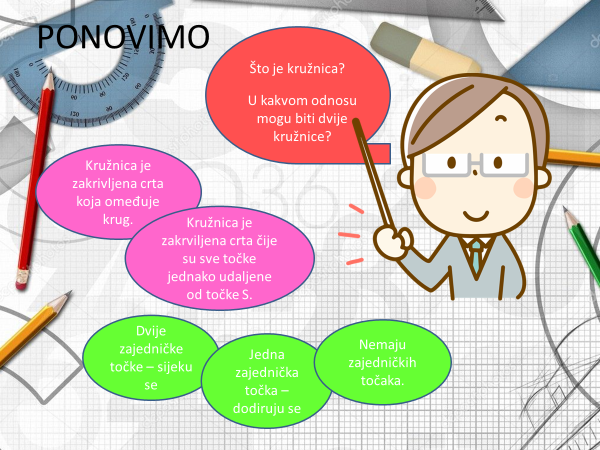 PONOVIMO
Što je kružnica?
U kakvom odnosu
mogu biti dvije
kružnice?
Kružnica je
zakrivljena crta
koja omeđuje
krug.
Kružnica je
zakrviljena crta čije
su sve točke
jednako udaljene
od točke S.
Dvije
zajedničke
točke – sijeku
se
Jedna
zajednička
točka –
dodiruju se
Nemaju
zajedničkih
točaka.